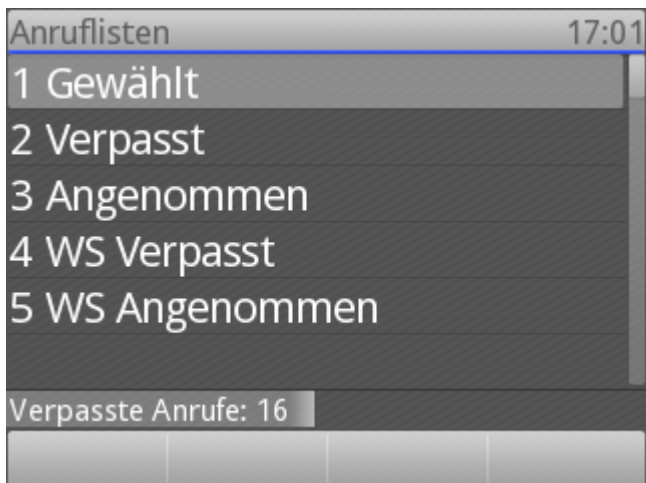 Anruflisten 17:01
1 Gewählt
2 Verpasst
3 Angenommen
4 WS Verpasst
5 WS Angenommen
Verpasste Anrufe: 16